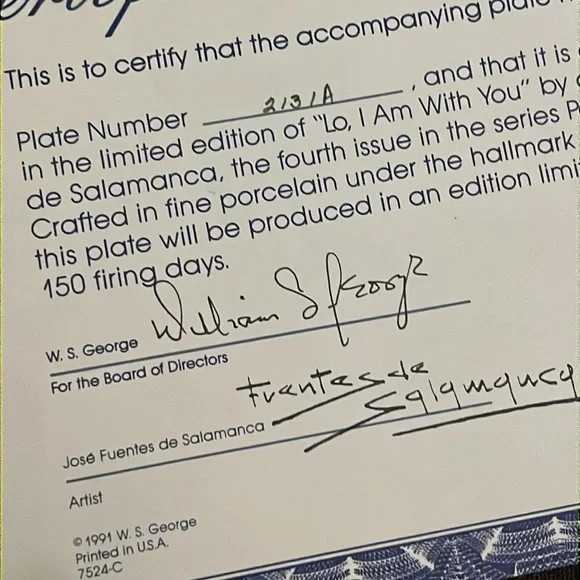 This is to certify that the accompanying plate
Plate Number 2131A , and that it is
in the limited edition of “Lo, I Am With You” by
de Salamanca, the fourth issue in the series P
Crafted in fine porcelain under the hallmark
this plate will be produced in an edition limi
150 firing days.
W. S. George William S George
For the Board of Directors
Fuentes de
Salamanca
José Fuentes de Salamanca
Artist
© 1991 W. S. George
Printed in U.S.A.
7524-C